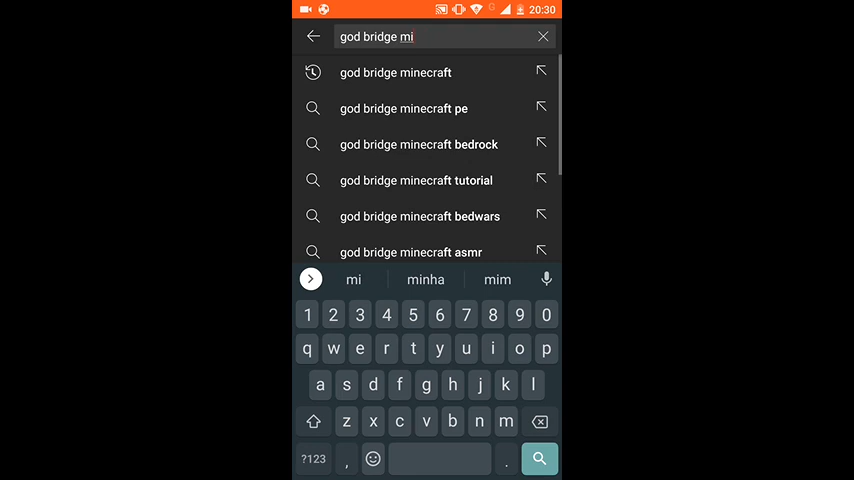 G 20:30
god bridge mi
god bridge minecraft
god bridge minecraft pe
god bridge minecraft bedrock
god bridge minecraft tutorial
god bridge minecraft bedwars
god bridge minecraft asmr
mi minha mim
1 2 3 4 5 6 7 8 9 0
q w e r t y u i o p
a s d f g h j k l
z x c v b n m
?123 , .